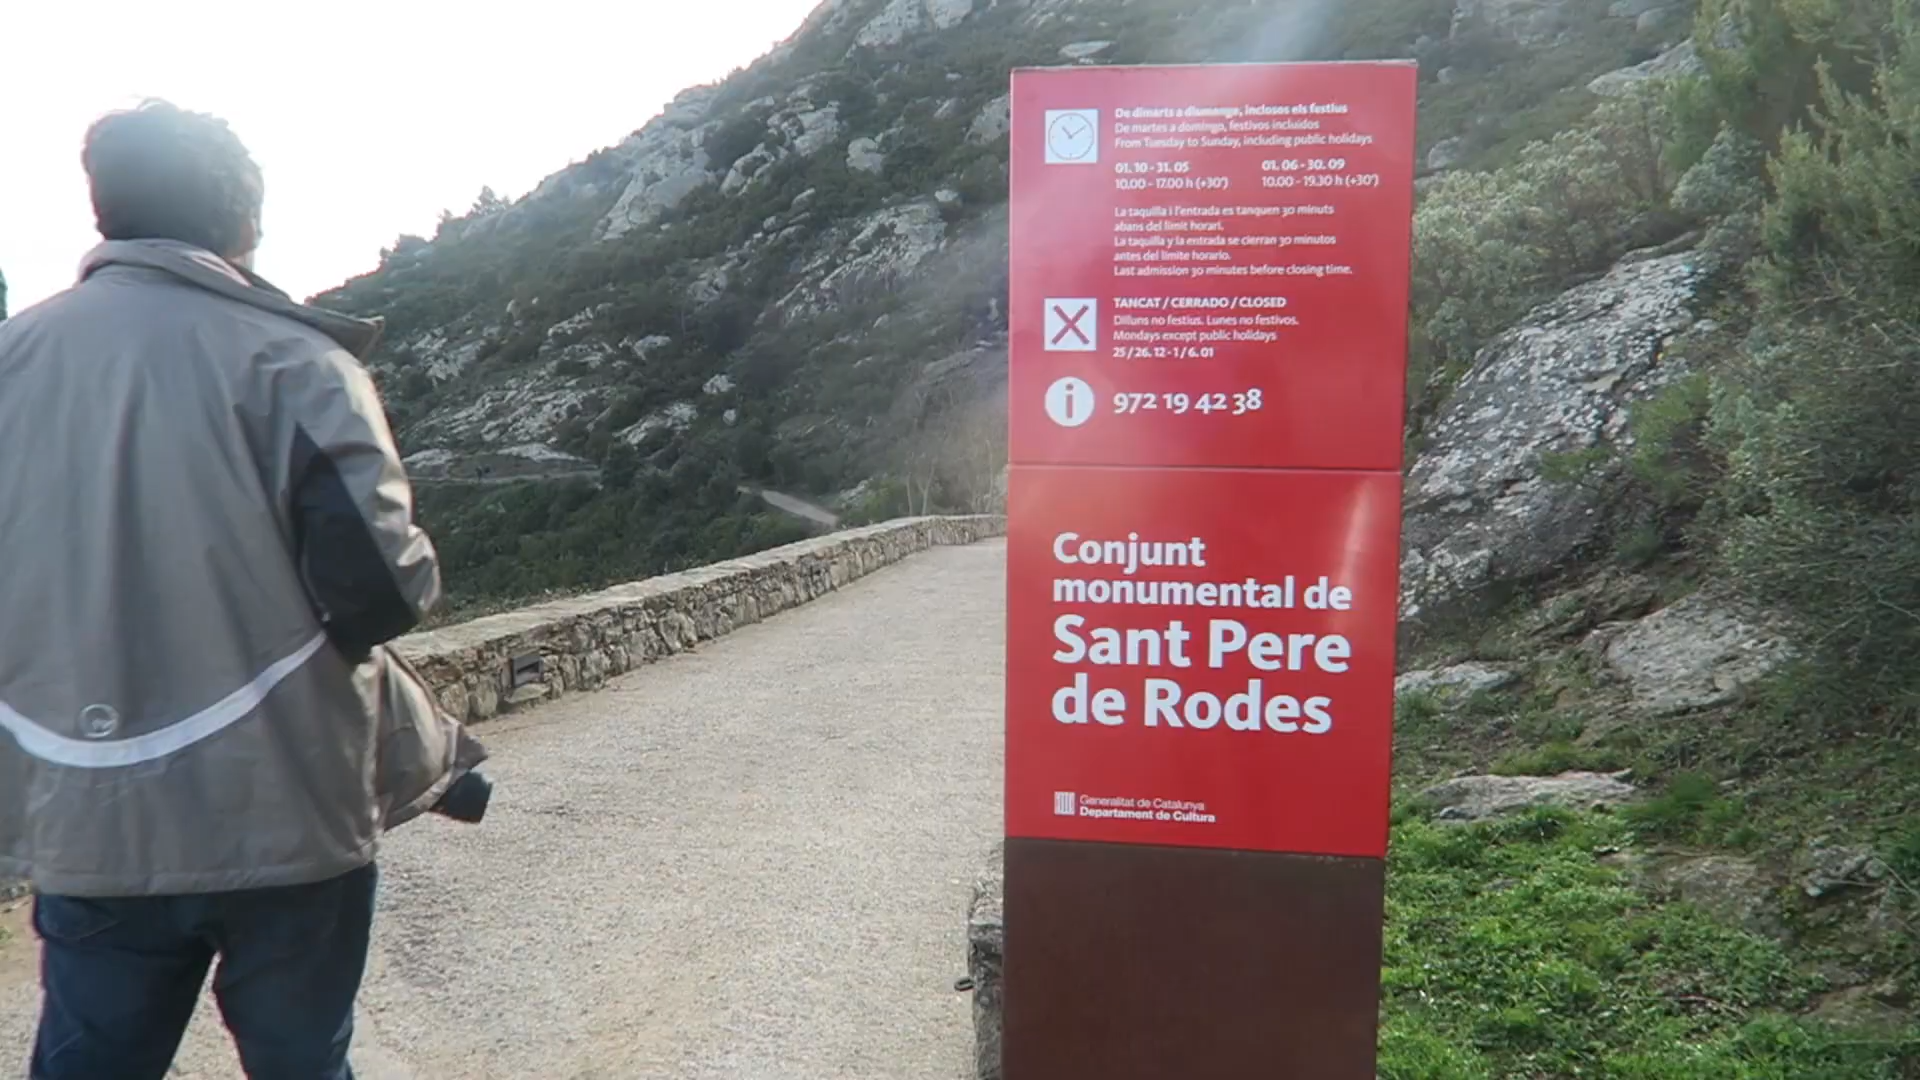 De dimarts a diumenge, inclosos els festius
De martes a domingo, festivos incluidos
From Tuesday to Sunday, including public holidays
01. 10 - 31. 05
10.00 - 17.00 h (+30')
01. 06 - 30. 09
10.00 - 19.30 h (+30')
La taquilla i l'entrada es tanquen 30 minuts
abans del límit horari.
La taquilla y la entrada se cierran 30 minutos
antes del límite horario.
Last admission 30 minutes before closing time.
TANCAT / CERRADO / CLOSED
Dilluns no festius. Lunes no festivos.
Mondays except public holidays
25 / 26. 12 - 1 / 6. 01
i 972 19 42 38
Conjunt
monumental de
Sant Pere
de Rodes
Generalitat de Catalunya
Departament de Cultura